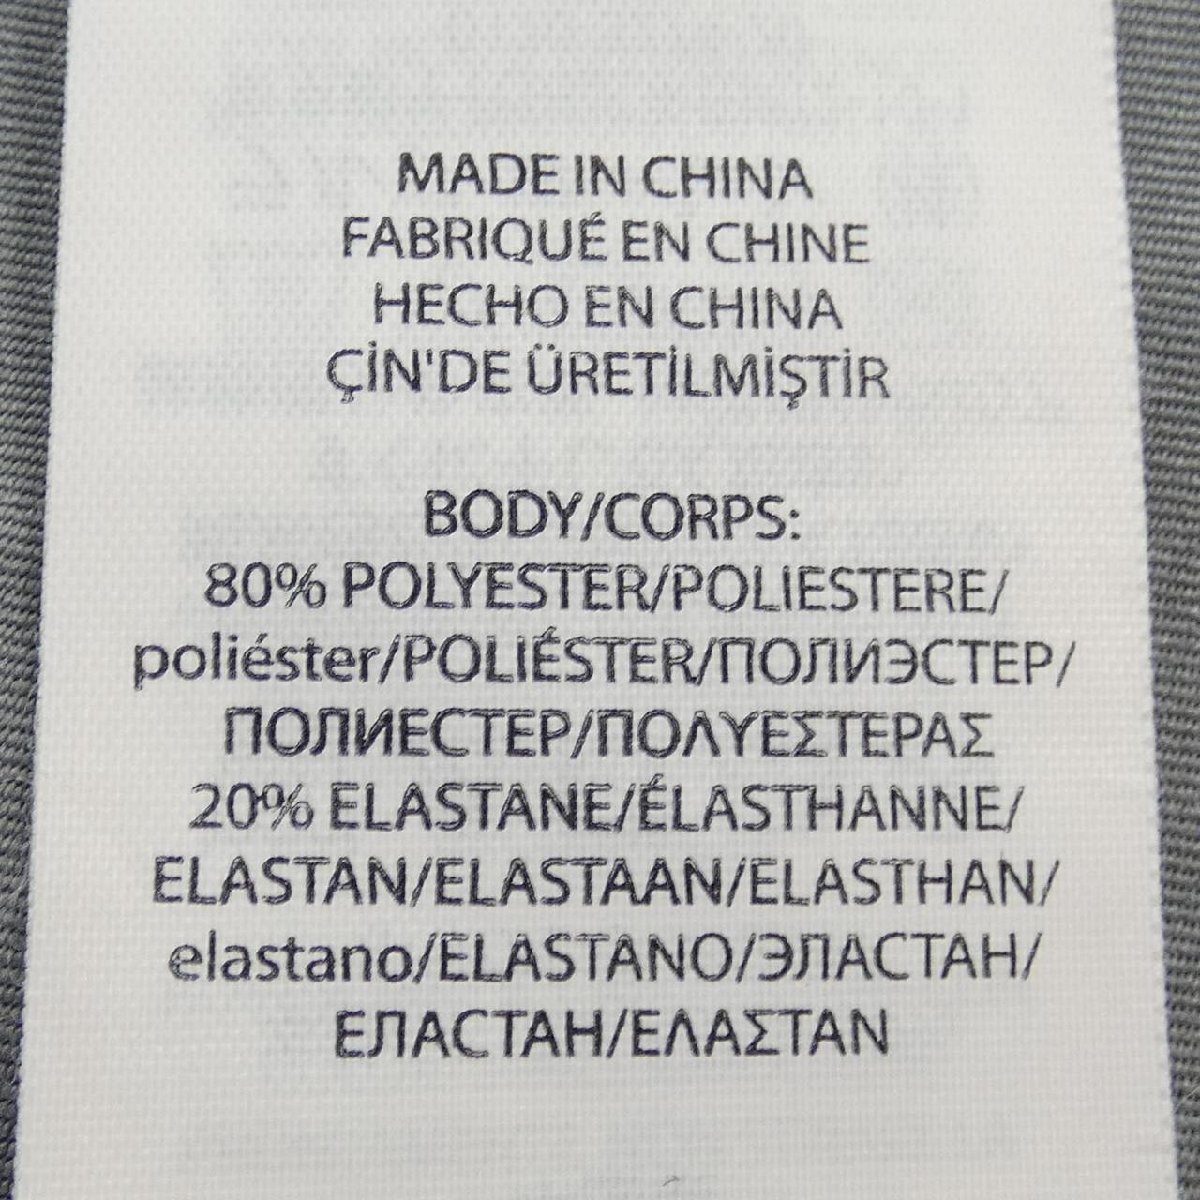 MADE IN CHINA
FABRIQUÉ EN CHINE
HECHO EN CHINA
ÇİN'DE ÜRETİLMİŞTİR
BODY/CORPS:
80% POLYESTER/POLIESTERE/
poliéster/POLIÉSTER/ПОЛИЭСТЕР/
ПОЛИЕСТЕР/ΠΟΛΥΕΣΤΕΡΑΣ
20% ELASTANE/ÉLASTHANNE/
ELASTAN/ELASTAAN/ELASTHAN/
elastano/ELASTANO/ЭЛАСТАН/
ЕЛАСТАН/ΕΛΑΣΤΑΝ